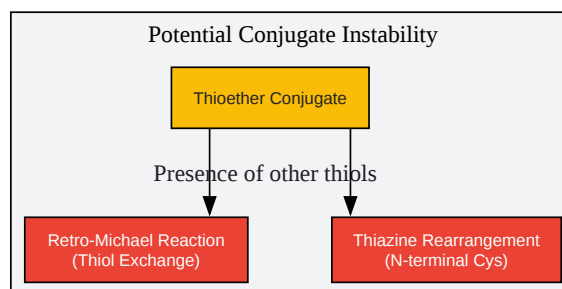 Potential Conjugate Instability
Thioether Conjugate
Presence of other thiols
Retro-Michael Reaction
(Thiol Exchange)
Thiazine Rearrangement
(N-terminal Cys)